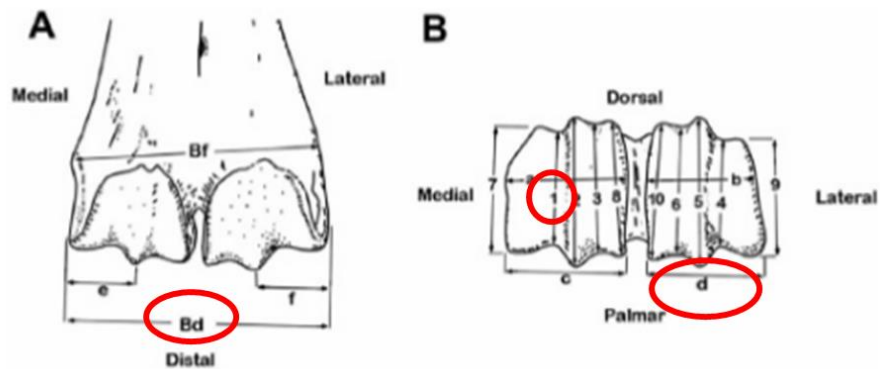 A
B
Medial
Lateral
Bf
e
f
Bd
Distal
Dorsal
Medial
Lateral
7 a 1 2 3 8 10 6 5 4 b 9
c
d
Palmar